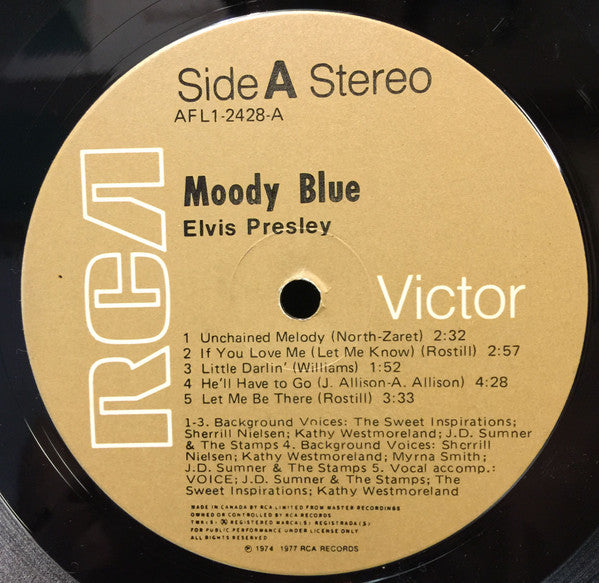 Side A Stereo
AFL1-2428-A
RCA
Moody Blue
Elvis Presley
Victor
1 Unchained Melody (North-Zaret) 2:32
2 If You Love Me (Let Me Know) (Rostill) 2:57
3 Little Darlin' (Williams) 1:52
4 He'll Have to Go (J. Allison-A. Allison) 4:28
5 Let Me Be There (Rostill) 3:33
1-3. Background Voices: The Sweet Inspirations;
Sherrill Nielsen; Kathy Westmoreland; J.D. Sumner
& The Stamps 4. Background Voices: Shcrrill
Nielsen; Kathy Westmoreland; Myrna Smith;
J.D. Sumner & The Stamps 5. Vocal accomp.:
VOICE; J.D. Sumner & The Stamps; The
Sweet Inspirations; Kathy Westmoreland
MADE IN CANADA BY RCA LIMITED FROM MASTER RECORDINGS
OWNED OR CONTROLLED BY RCA RECORDS
TMK(S) ® REGISTERED MARCA(S) REGISTRADA(S)
FOR PUBLIC PERFORMANCE UNDER LICENSE ONLY
ALL RIGHTS RESERVED
℗ 1974 1977 RCA RECORDS